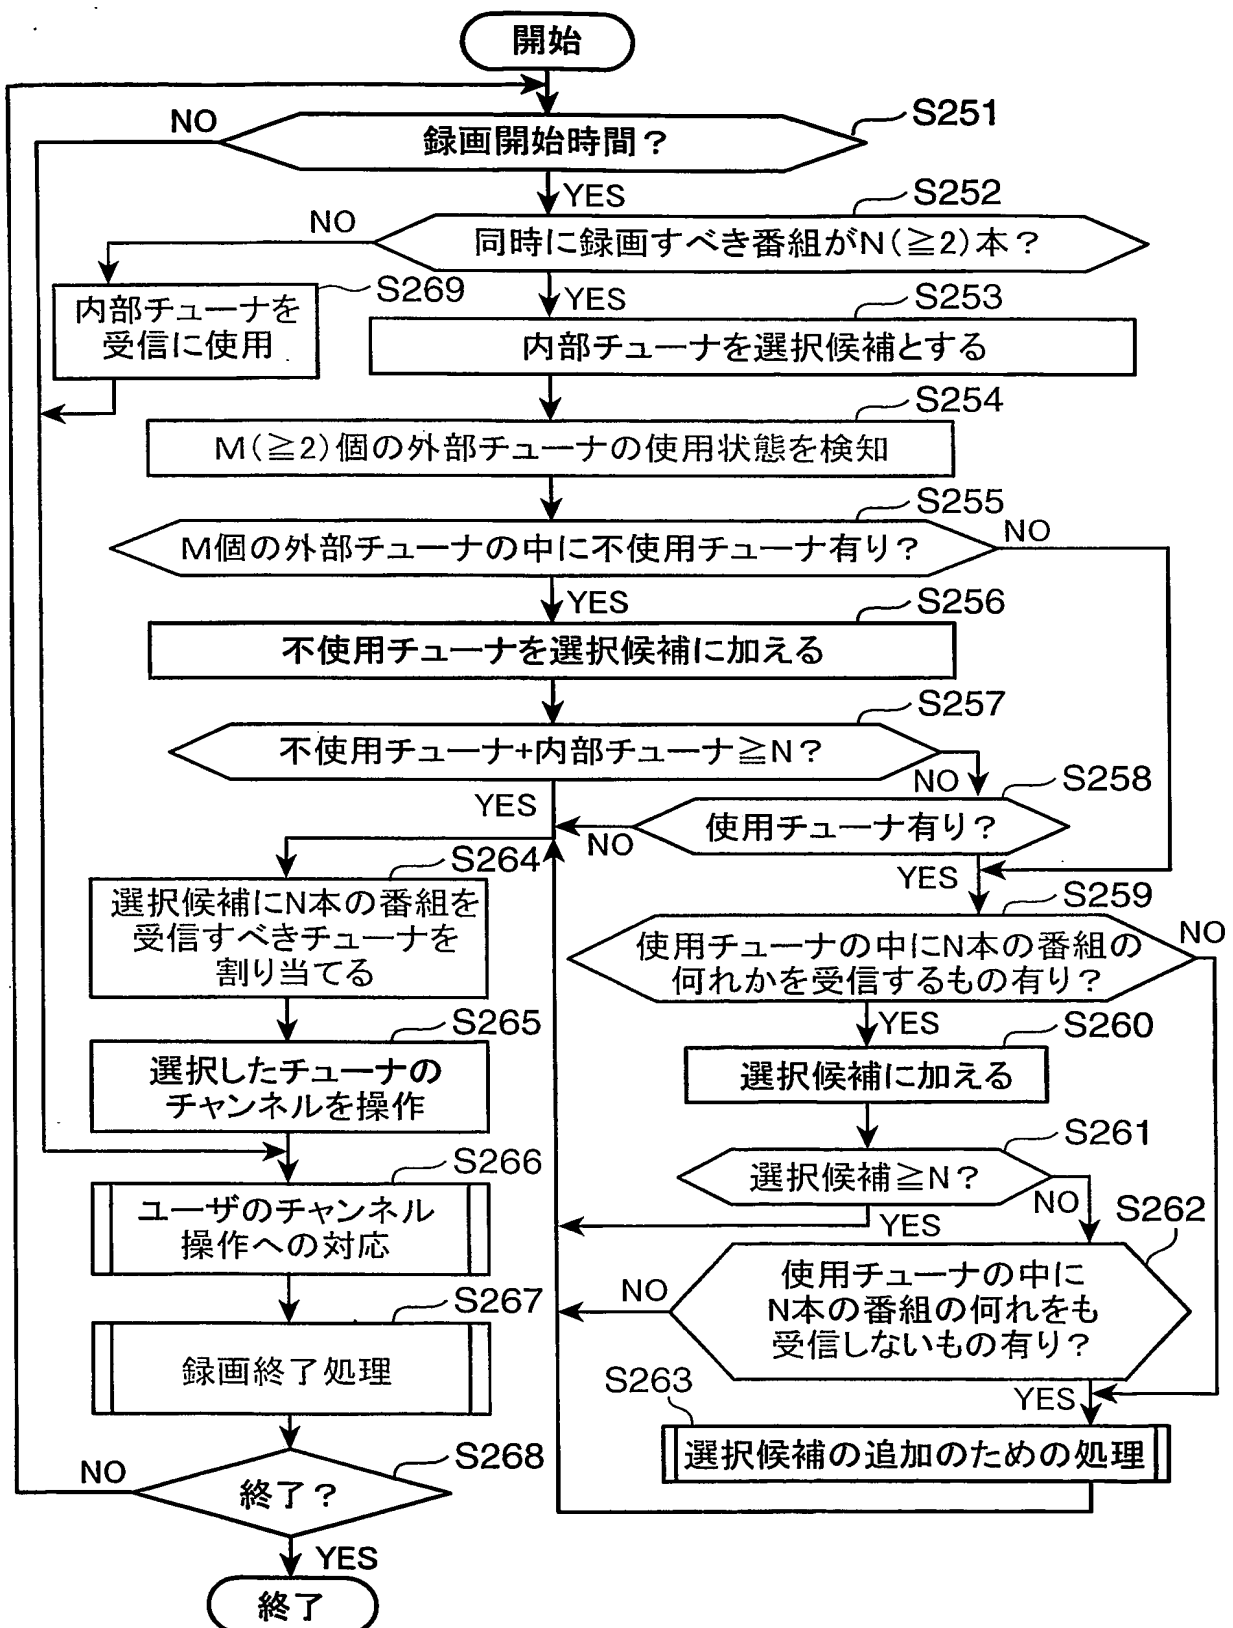 開始
NO
録画開始時間？
S251
YES
NO
S252
同時に録画すべき番組がN（≧2）本？
YES
S269
内部チューナを
受信に使用
S253
内部チューナを選択候補とする
S254
M（≧2）個の外部チューナの使用状態を検知
S255
M個の外部チューナの中に不使用チューナ有り？
NO
YES
S256
不使用チューナを選択候補に加える
S257
不使用チューナ+内部チューナ≧N？
YES
NO
S258
使用チューナ有り？
NO
YES
S264
選択候補にN本の番組を
受信すべきチューナを
割り当てる
S259
使用チューナの中にN本の番組の
何れかを受信するもの有り？
NO
YES
S265
選択したチューナの
チャンネルを操作
S260
選択候補に加える
S261
選択候補≧N？
NO
YES
S266
ユーザのチャンネル
操作への対応
S262
使用チューナの中に
N本の番組の何れをも
受信しないもの有り？
NO
YES
S267
録画終了処理
S263
選択候補の追加のための処理
S268
終了？
NO
YES
終了